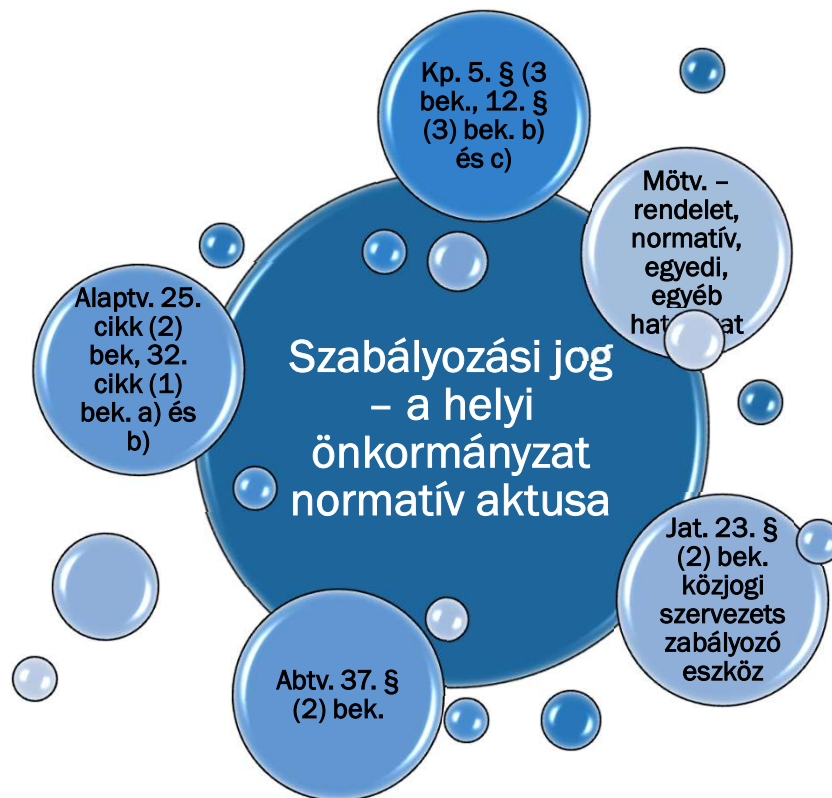 Kp. 5. § (3
bek., 12. §
(3) bek. b)
és c)
Mötv. –
rendelet,
normatív,
egyedi,
egyéb
Alaptv. 25.
cikk (2)
bek, 32.
cikk (1)
bek. a) és
b)
Szabályozási jog
– a helyi
önkormányzat
normatív aktusa
Jat. 23. §
(2) bek.
közjogi
szervezets
zabályozó
eszköz
Abtv. 37. §
(2) bek.